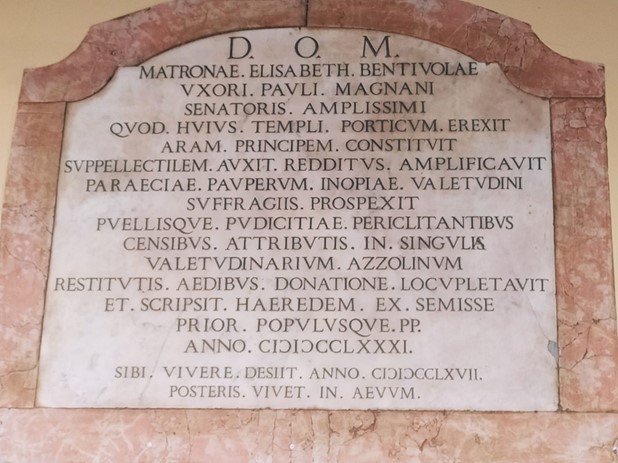 D. O. M.
MATRONAE. ELISABETH. BENTIVOLAE
VXORI. PAVLI. MAGNANI
SENATORIS. AMPLISSIMI
QVOD. HVIVS. TEMPLI. PORTICVM. EREXIT
ARAM. PRINCIPEM. CONSTITVIT
SVPPELLECTILEM. AVXIT. REDDITVS. AMPLIFICAVIT
PARAECIAE. PAVPERVM. INOPIAE. VALETVDINI
SVFFRAGIIS. PROSPEXIT
PVELLISQVE. PVDICITIAE. PERICLITANTIBVS
CENSIBVS. ATTRIBVTIS. IN. SINGVLIS
VALETVDINARIVM. AZZOLINVM
RESTITVTIS. AEDIBVS. DONATIONE. LOCVPLETAVIT
ET. SCRIPSIT. HAEREDEM. EX. SEMISSE
PRIOR. POPVLVSQVE. PP.
ANNO. CIↃIↃCCLXXXI.
SIBI. VIVERE. DESIIT. ANNO. CIↃIↃCCLXVII.
POSTERIS. VIVET. IN. AEVVM.